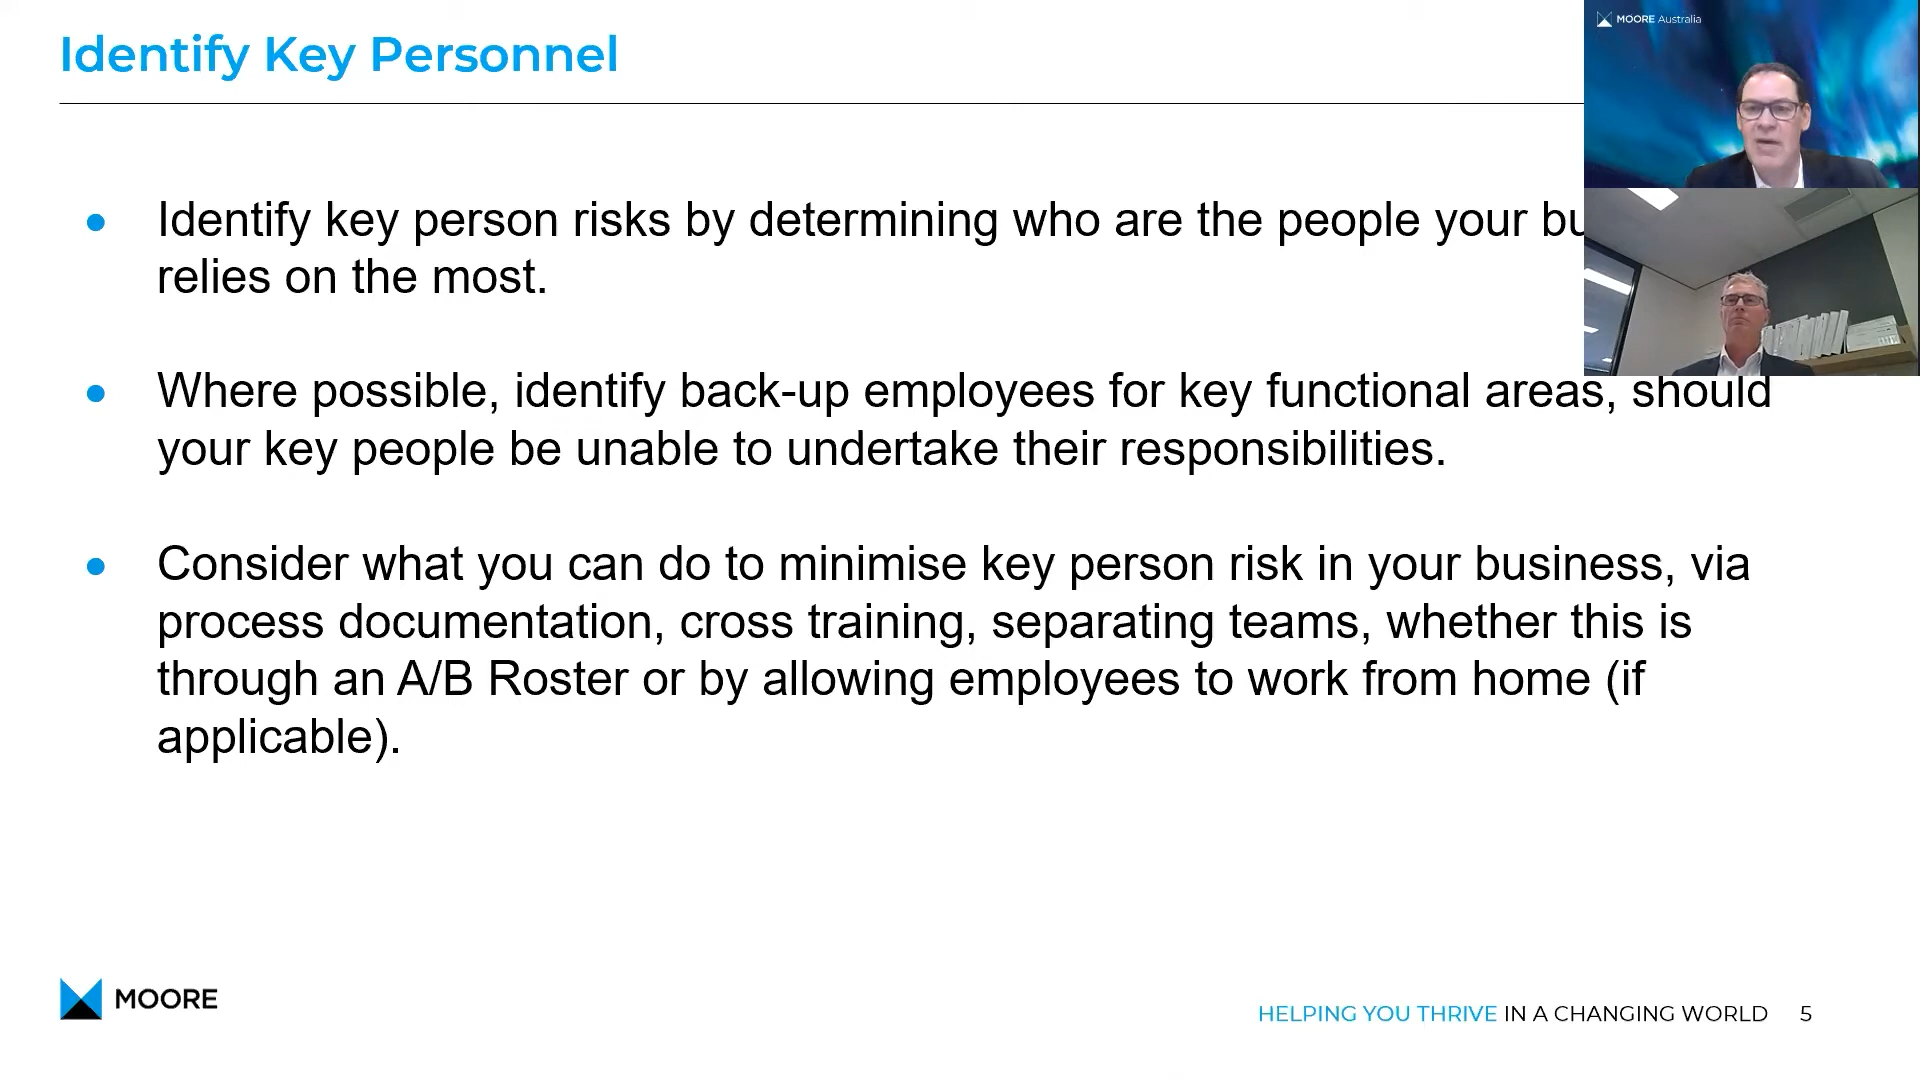 Identify Key Personnel
MOORE Australia
Identify key person risks by determining who are the people your
relies on the most.
Where possible, identify back-up employees for key functional areas, should
your key people be unable to undertake their responsibilities.
Consider what you can do to minimise key person risk in your business, via
process documentation, cross training, separating teams, whether this is
through an A/B Roster or by allowing employees to work from home (if
applicable).
MOORE
HELPING YOU THRIVE IN A CHANGING WORLD 5